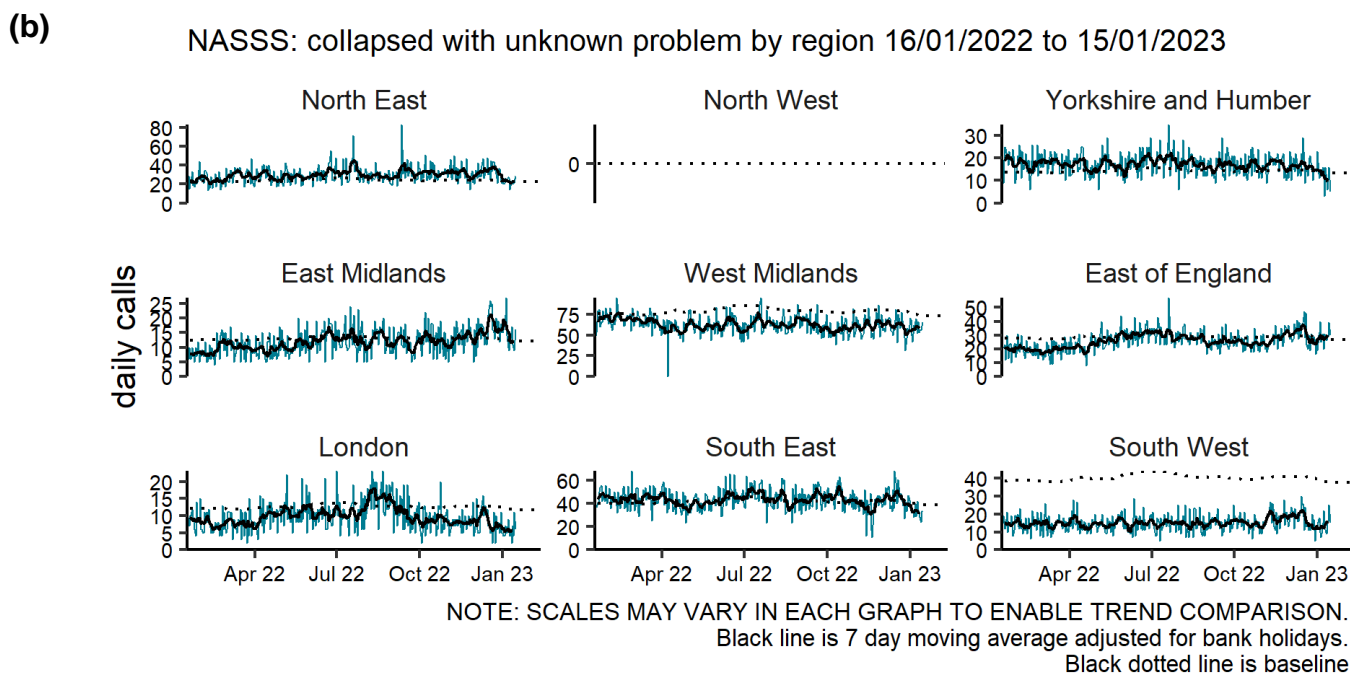 (b)
NASSS: collapsed with unknown problem by region 16/01/2022 to 15/01/2023
North East
North West
Yorkshire and Humber
80
60
40
20
0
0
30
20
10
0
daily calls
East Midlands
West Midlands
East of England
25
20
15
10
5
0
75
50
25
0
50
40
30
20
10
0
London
South East
South West
20
15
10
5
0
60
40
20
0
40
30
20
10
0
Apr 22 Jul 22 Oct 22 Jan 23
Apr 22 Jul 22 Oct 22 Jan 23
Apr 22 Jul 22 Oct 22 Jan 23
NOTE: SCALES MAY VARY IN EACH GRAPH TO ENABLE TREND COMPARISON.
Black line is 7 day moving average adjusted for bank holidays.
Black dotted line is baseline